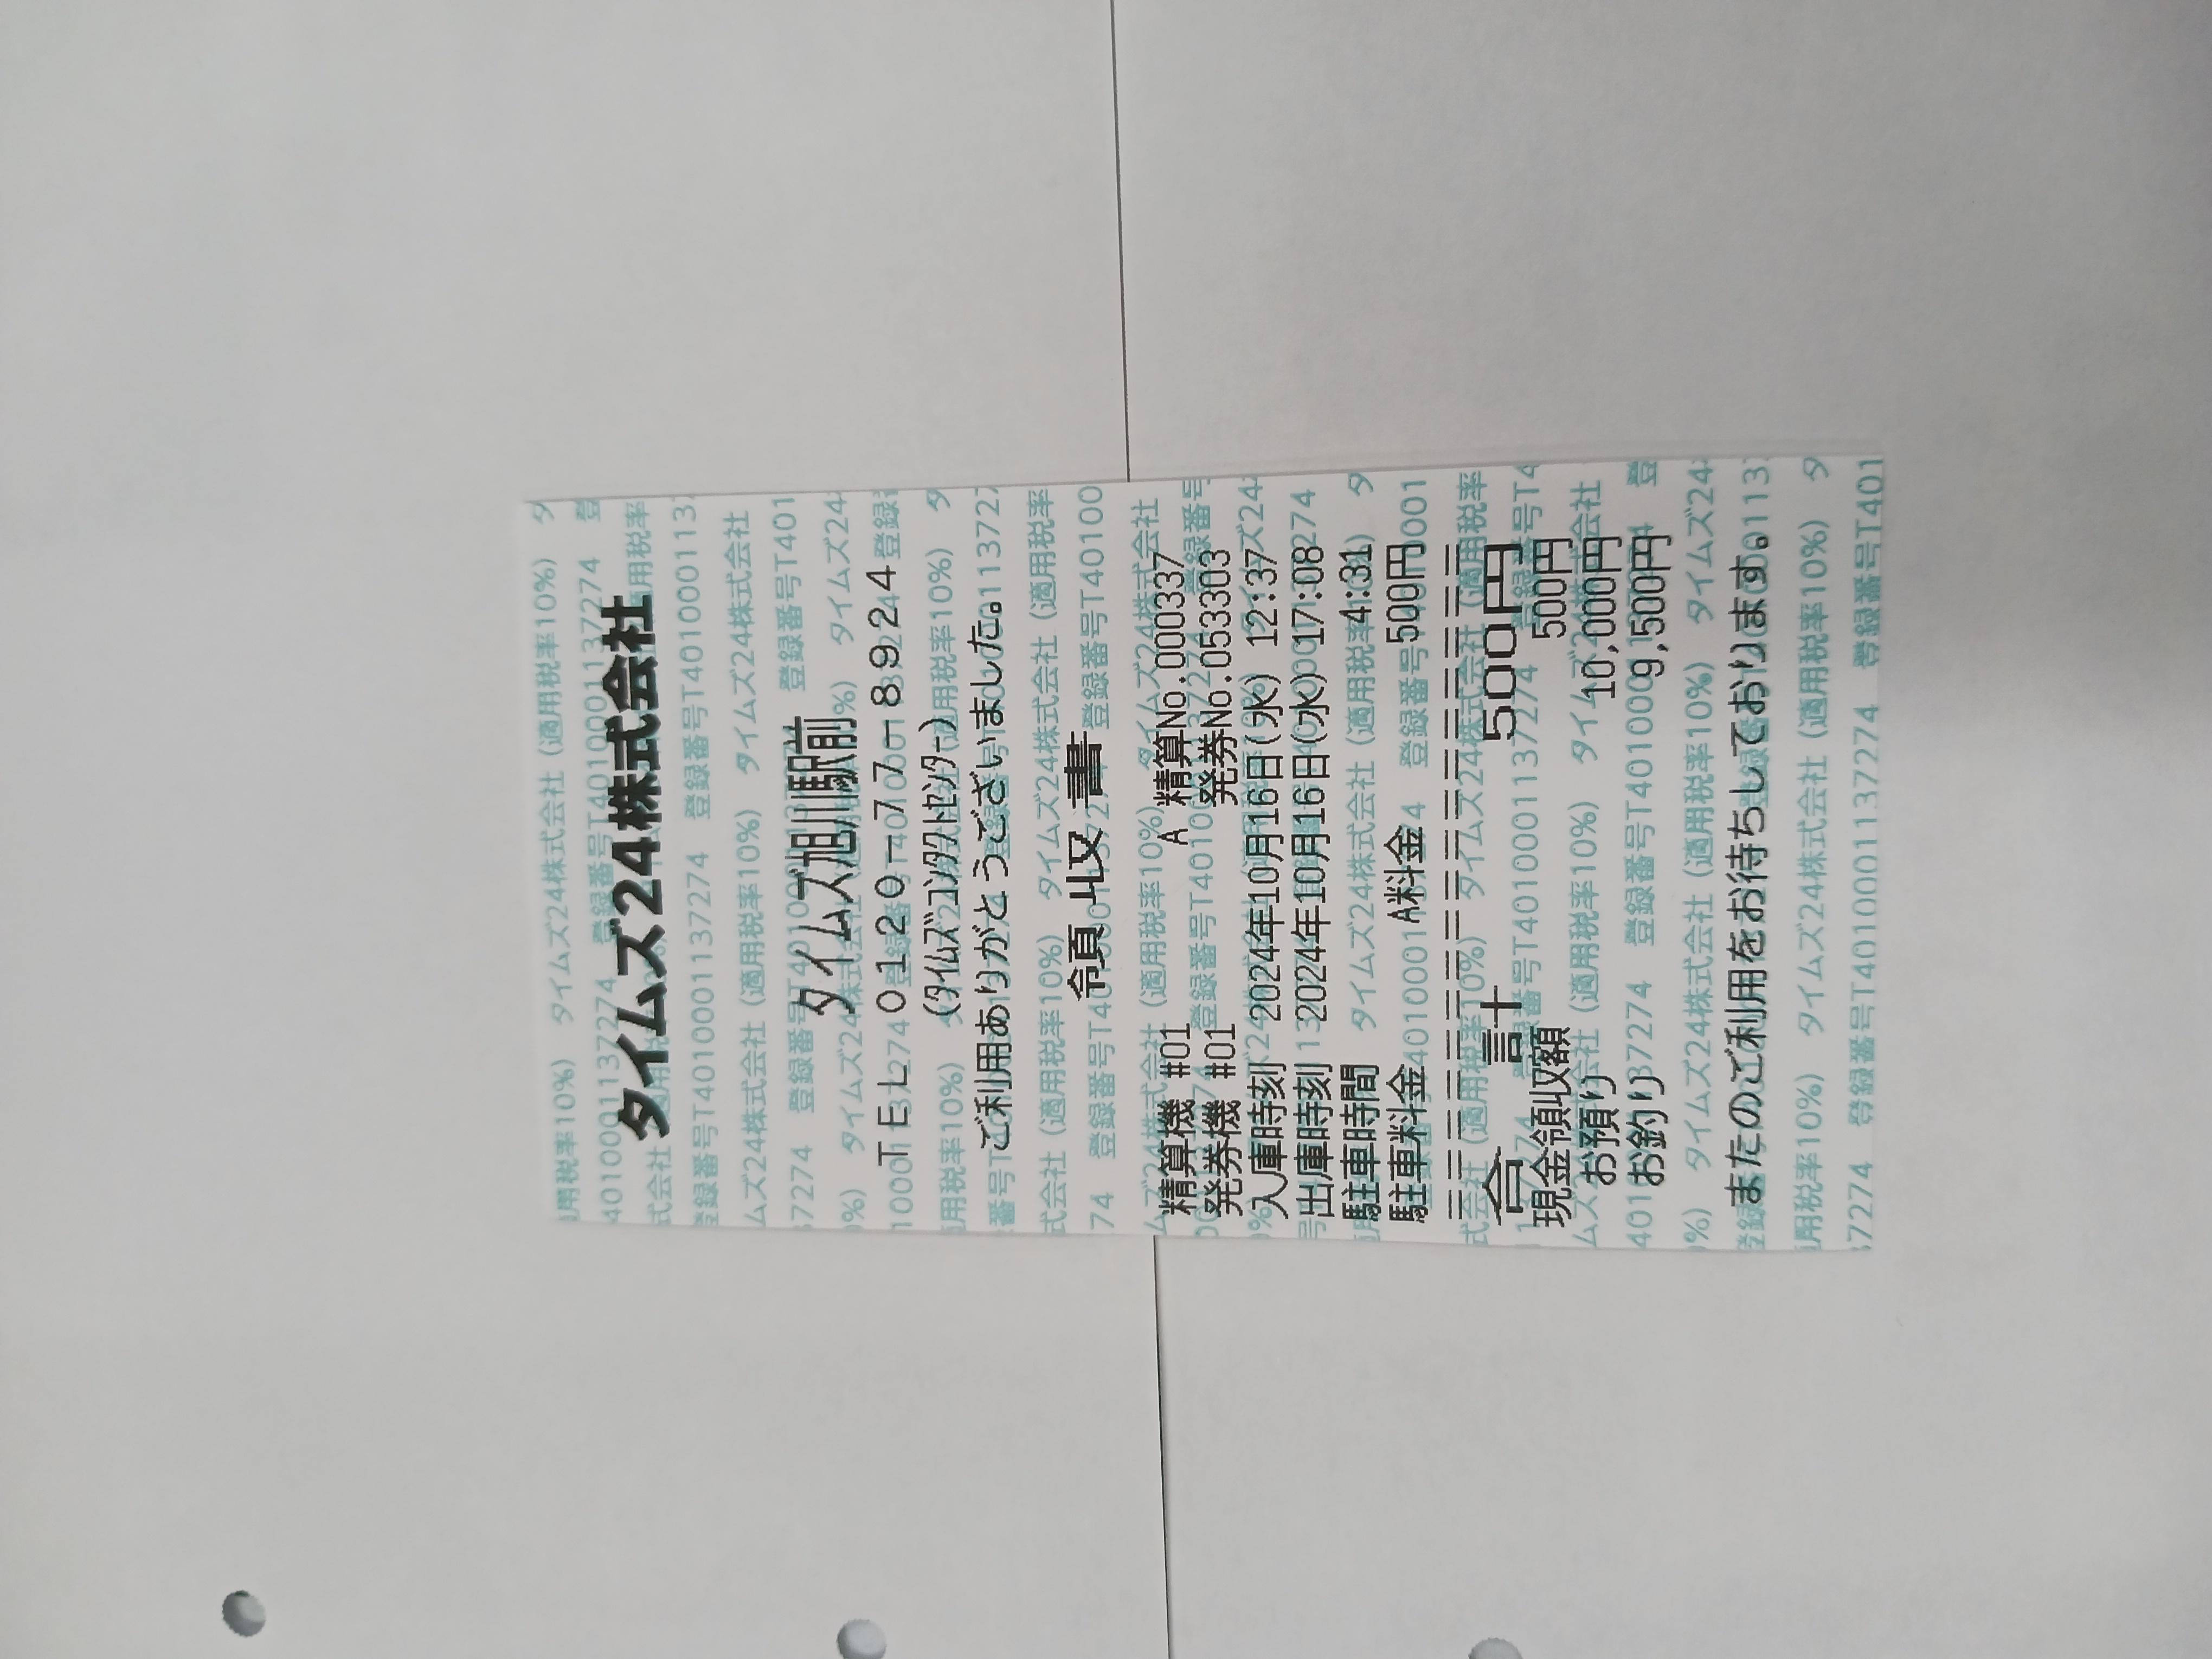 タイムズ24株式会社
タイムズ旭川駅前
TEL 0120-77-8924
(タイムズコンタクトセンター)
ご利用ありがとうございました。
領収書
精算機 #01 A 精算No.000337
発券機 #01 発券No.053303
入庫時刻 2024年10月16日(水) 12:37
出庫時刻 2024年10月16日(水) 17:08
駐車時間 4:31
駐車料金 A料金 500円
合計 500円
現金領収額 500円
お預り 10,000円
お釣り 9,500円
またのご利用をお待ちしております。
タイムズ24株式会社 (適用税率10%)
登録番号T4010001137274